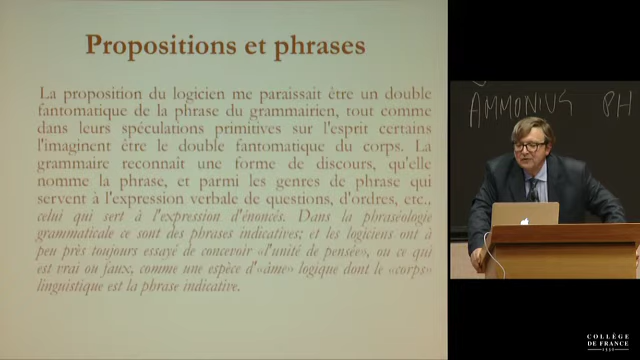 Propositions et phrases
La proposition du logicien me paraissait être un double
fantomatique de la phrase du grammairien, tout comme
dans leurs spéculations primitives sur l'esprit certains
l'imaginent être le double fantomatique du corps. La
grammaire reconnait une forme de discours, qu'elle
nomme la phrase, et parmi les genres de phrase qui
servent à l'expression verbale de questions, d'ordres, etc.,
celui qui sert à l'expression d'énoncés. Dans la phraséologie
grammaticale ce sont des phrases indicatives; et les logiciens ont à
peu près toujours essayé de concevoir «l'unité de pensée», ou ce qui
est vrai ou faux, comme une espèce d'«âme» logique dont le «corps»
linguistique est la phrase indicative.
AMMONIUS PH
COLLÈGE
DE FRANCE
1530